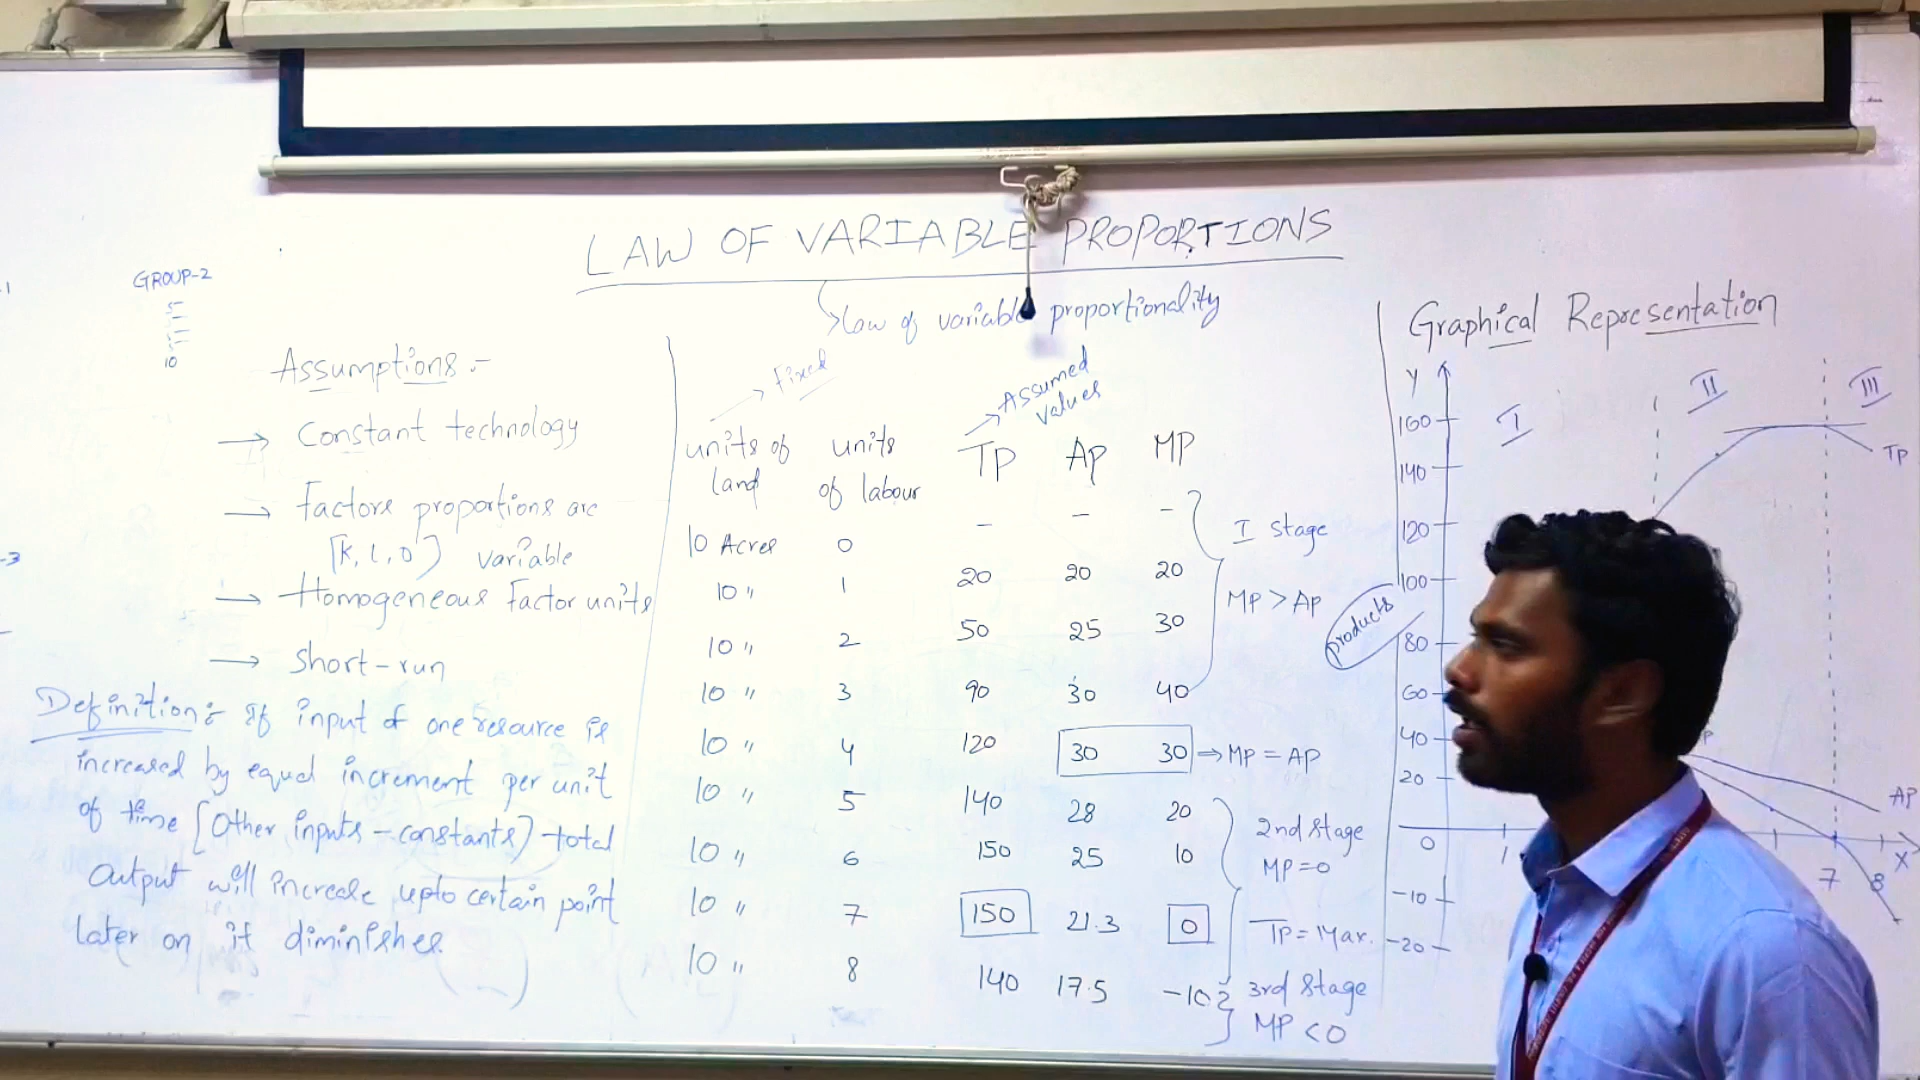 LAW OF VARIABLE PROPORTIONS
law of variable proportionality
GROUP-2
5
10
Assumptions :-
→ Constant technology
→ Factors proportions are
[K, L, O] variable
→ Homogeneous Factor units
→ Short-run
Definition :- If input of one resource is
increased by equal increment per unit
of time [Other inputs - constants] total
Output will increase upto certain point
later on it diminishes.
→ Fixed
→ Assumed
values
units of land units of labour TP AP MP
10 Acres 0 - - -
10 " 1 20 20 20
10 " 2 50 25 30
10 " 3 90 30 40
10 " 4 120 30 30 → MP = AP
10 " 5 140 28 20
10 " 6 150 25 10
10 " 7 150 21.3 0
10 " 8 140 17.5 -10
I Stage
MP > AP
2nd Stage
MP = 0
TP = Max.
3rd Stage
MP < 0
Graphical Representation
Y
I II III
160
140
120
100
80
60
40
20
0
-10
-20
products
TP
AP
1 7 8 X